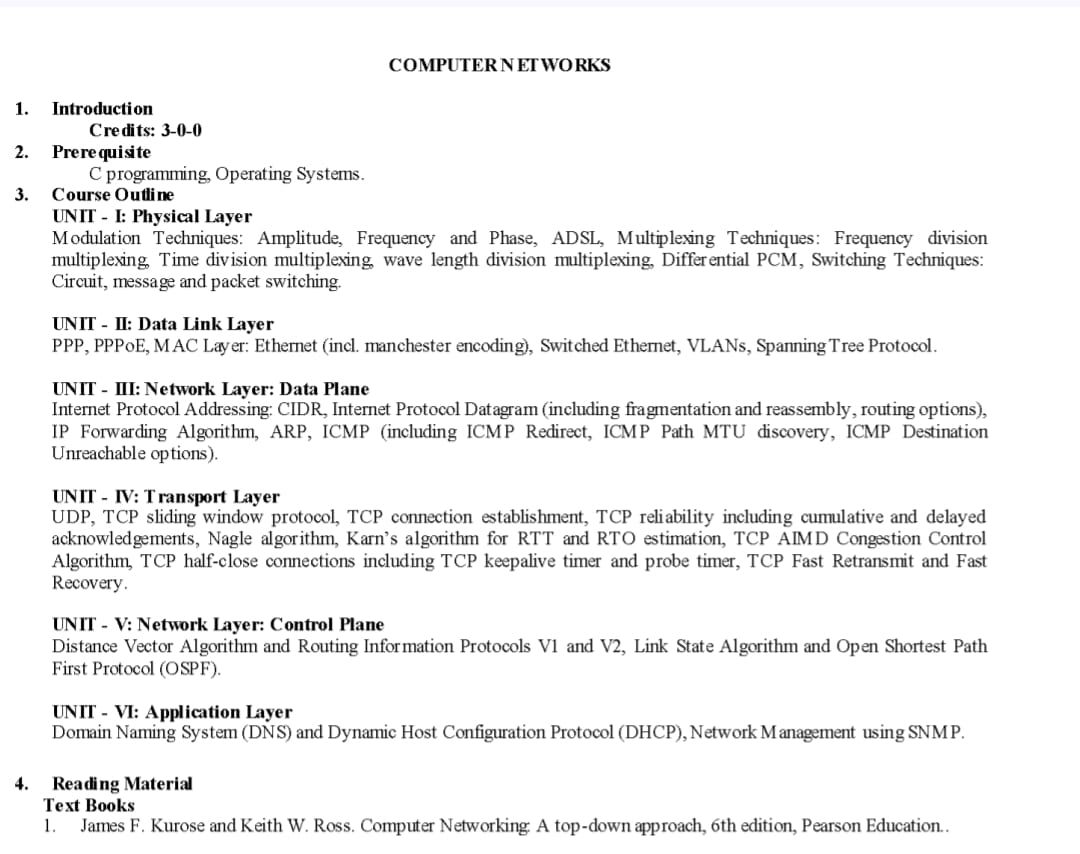 COMPUTER NETWORKS
1. Introduction
Credits: 3-0-0
2. Prerequisite
C programming, Operating Systems.
3. Course Outline
UNIT - I: Physical Layer
Modulation Techniques: Amplitude, Frequency and Phase, ADSL, Multiplexing Techniques: Frequency division
multiplexing, Time division multiplexing, wave length division multiplexing, Differential PCM, Switching Techniques:
Circuit, message and packet switching.
UNIT - II: Data Link Layer
PPP, PPPoE, MAC Layer: Ethernet (incl. manchester encoding), Switched Ethernet, VLANs, Spanning Tree Protocol.
UNIT - III: Network Layer: Data Plane
Internet Protocol Addressing: CIDR, Internet Protocol Datagram (including fragmentation and reassembly, routing options),
IP Forwarding Algorithm, ARP, ICMP (including ICMP Redirect, ICMP Path MTU discovery, ICMP Destination
Unreachable options).
UNIT - IV: Transport Layer
UDP, TCP sliding window protocol, TCP connection establishment, TCP reliability including cumulative and delayed
acknowledgements, Nagle algorithm, Karn's algorithm for RTT and RTO estimation, TCP AIMD Congestion Control
Algorithm, TCP half-close connections including TCP keepalive timer and probe timer, TCP Fast Retransmit and Fast
Recovery.
UNIT - V: Network Layer: Control Plane
Distance Vector Algorithm and Routing Information Protocols V1 and V2, Link State Algorithm and Open Shortest Path
First Protocol (OSPF).
UNIT - VI: Application Layer
Domain Naming System (DNS) and Dynamic Host Configuration Protocol (DHCP), Network Management using SNMP.
4. Reading Material
Text Books
1. James F. Kurose and Keith W. Ross. Computer Networking: A top-down approach, 6th edition, Pearson Education..